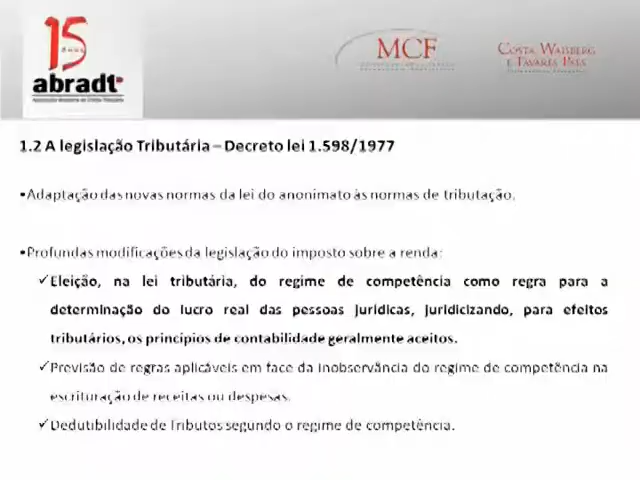 15
anos
abradt
MCF
COSTA, WAISBERG
E TAVARES PAES
1.2 A legislação Tributária – Decreto lei 1.598/1977
•Adaptação das novas normas da lei do anonimato às normas de tributação.
•Profundas modificações da legislação do imposto sobre a renda:
✓Eleição, na lei tributária, do regime de competência como regra para a
determinação do lucro real das pessoas jurídicas, juridicizando, para efeitos
tributários, os princípios de contabilidade geralmente aceitos.
✓Previsão de regras aplicáveis em face da inobservância do regime de competência na
escrituração de receitas ou despesas.
✓Dedutibilidade de Tributos segundo o regime de competência.